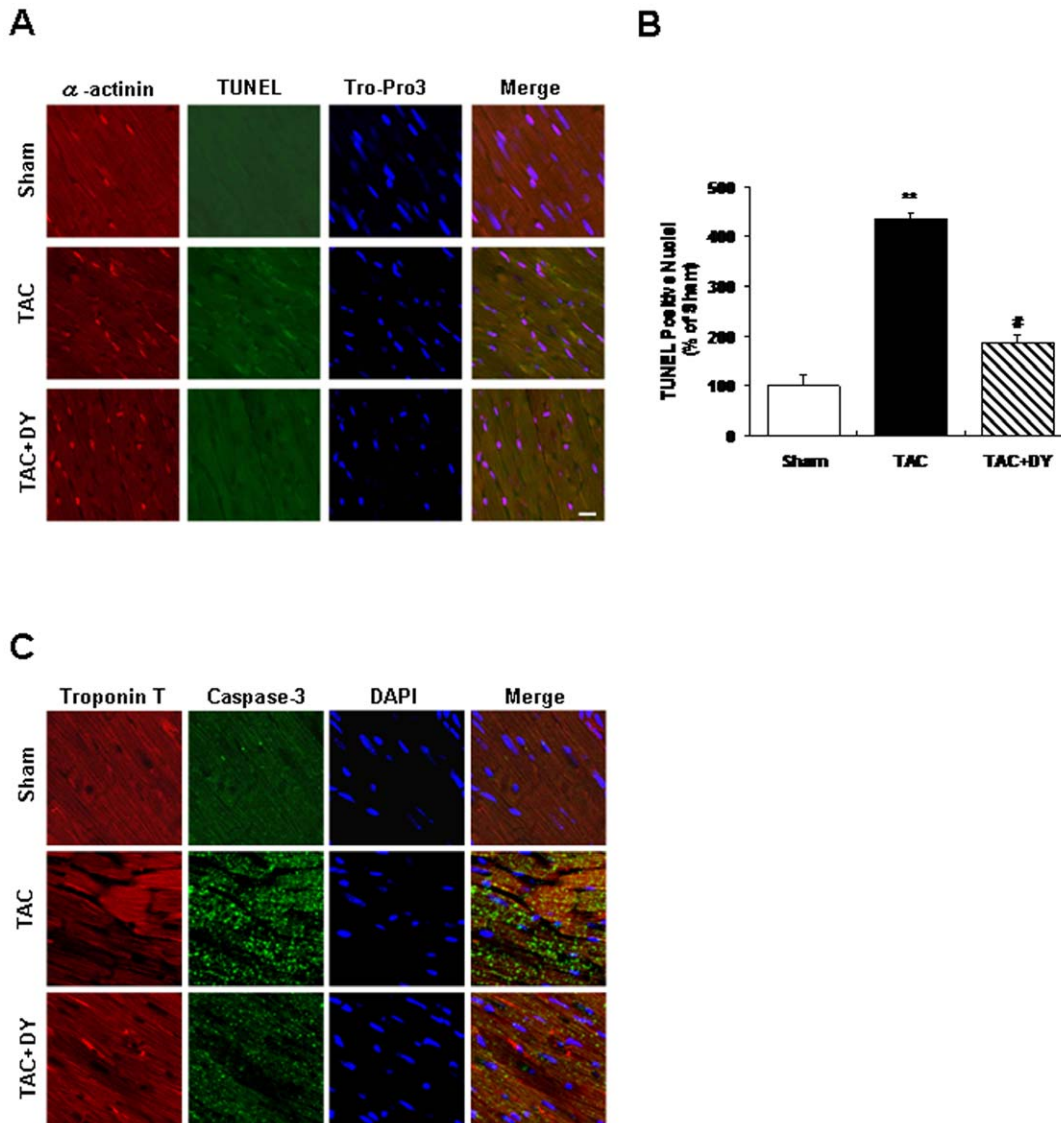 A
B
α-actinin TUNEL Tro-Pro3 Merge
Sham
TAC
TAC+DY
500
400
300
200
100
0
TUNEL Positive Nuclei
(% of Sham)
**
#
Sham TAC TAC+DY
C
Troponin T Caspase-3 DAPI Merge
Sham
TAC
TAC+DY